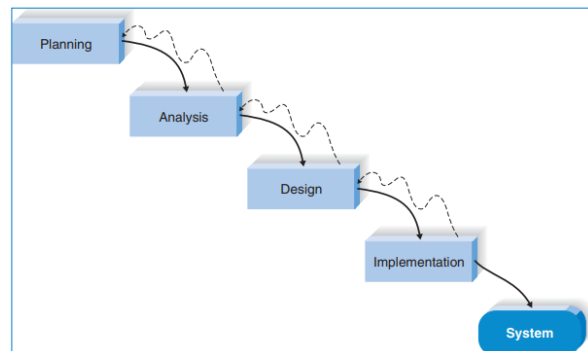 Planning
Analysis
Design
Implementation
System